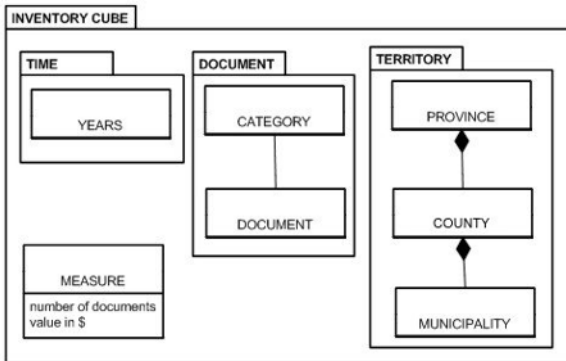 INVENTORY CUBE
TIME
YEARS
DOCUMENT
CATEGORY
DOCUMENT
TERRITORY
PROVINCE
COUNTY
MUNICIPALITY
MEASURE
number of documents
value in $